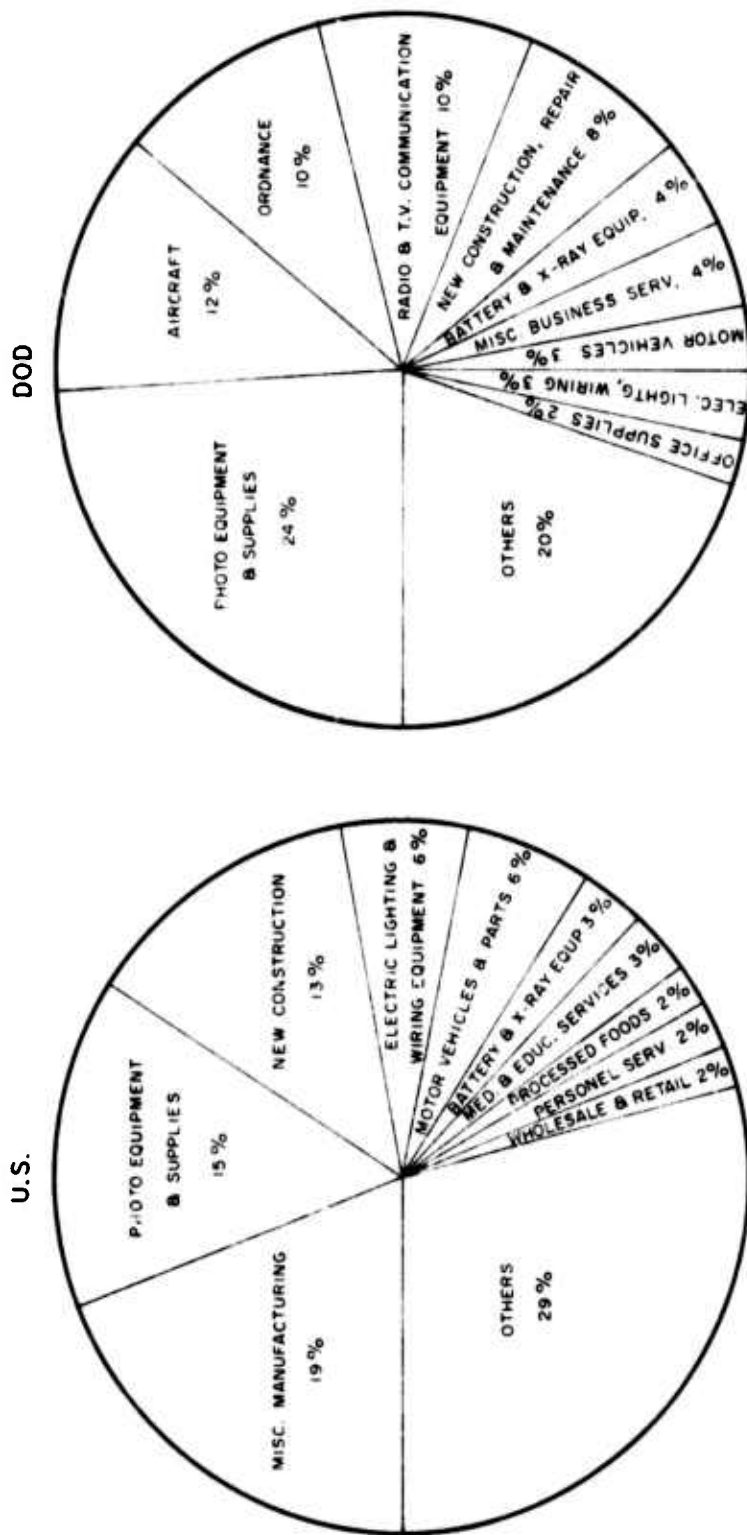 U.S.
PHOTO EQUIPMENT
& SUPPLIES
15%
NEW CONSTRUCTION
13%
ELECTRIC LIGHTING &
WIRING EQUIPMENT 6%
MOTOR VEHICLES & PARTS 6%
BATTERY & X-RAY EQUP 3%
MED. & EDUC. SERVICES 3%
PROCESSED FOODS 2%
PERSONEL SERV 2%
WHOLESALE & RETAIL 2%
OTHERS
29%
MISC. MANUFACTURING
19%
DOD
AIRCRAFT
12%
ORDNANCE
10%
RADIO & T.V. COMMUNICATION
EQUIPMENT 10%
NEW CONSTRUCTION, REPAIR
& MAINTENANCE 8%
BATTERY & X-RAY EQUIP. 4%
MISC BUSINESS SERV. 4%
MOTOR VEHICLES 3%
ELEC. LIGHTG, WIRING 3%
OFFICE SUPPLIES 2%
OTHERS
20%
PHOTO EQUIPMENT
& SUPPLIES
24%